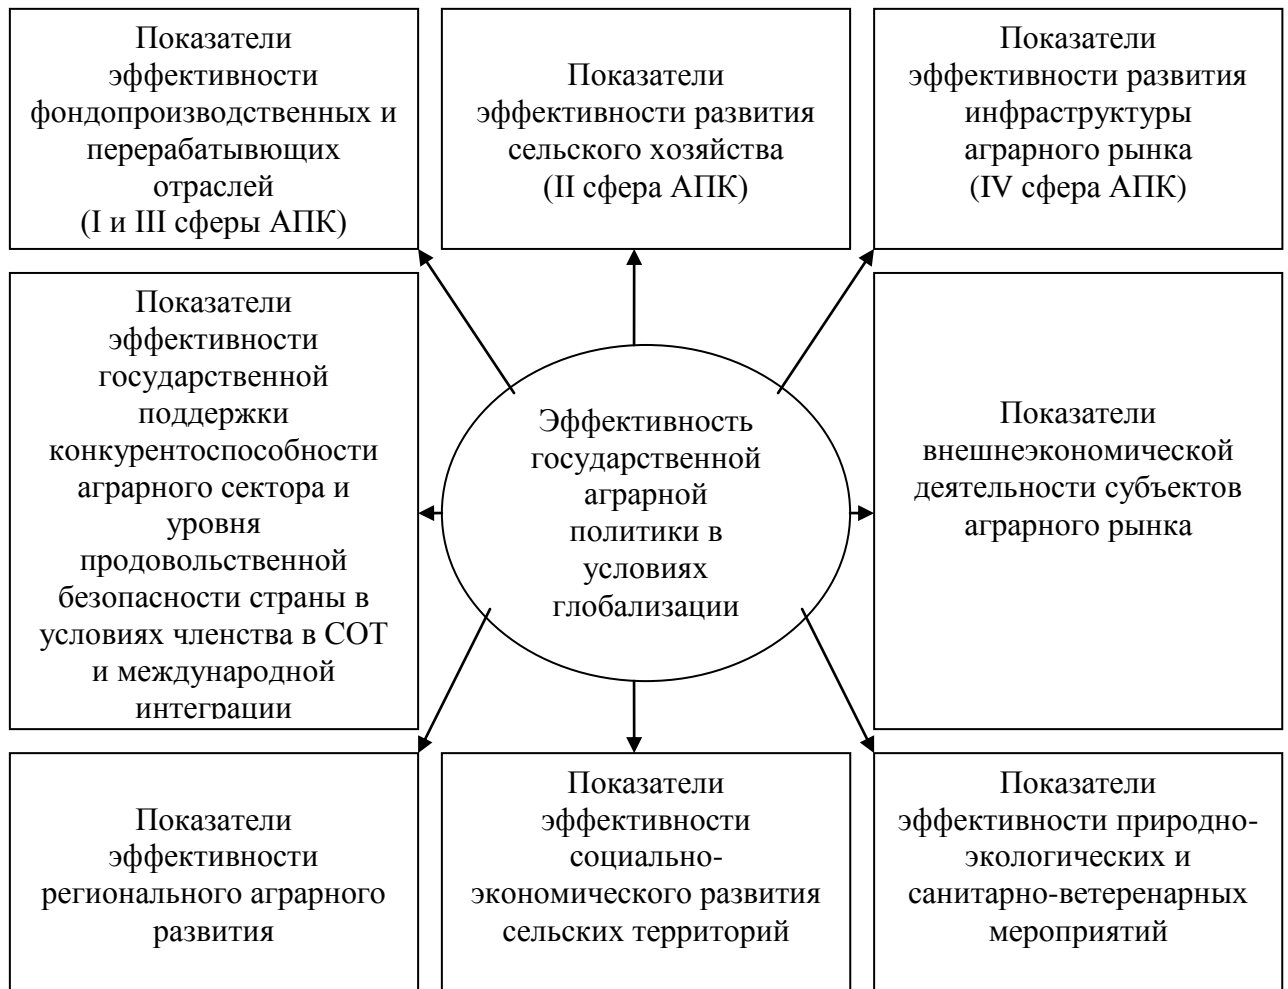 Показатели
эффективности
фондопроизводственных и
перерабатывющих
отраслей
(I и III сферы АПК)
Показатели
эффективности развития
сельского хозяйства
(II сфера АПК)
Показатели
эффективности развития
инфраструктуры
аграрного рынка
(IV сфера АПК)
Показатели
эффективности
государственной
поддержки
конкурентоспособности
аграрного сектора и
уровня
продовольственной
безопасности страны в
условиях членства в СОТ
и международной
интеграции
Эффективность
государственной
аграрной
политики в
условиях
глобализации
Показатели
внешнеэкономической
деятельности субъектов
аграрного рынка
Показатели
эффективности
регионального аграрного
развития
Показатели
эффективности
социально-
экономического развития
сельских территорий
Показатели
эффективности природно-
экологических и
санитарно-ветеренарных
мероприятий